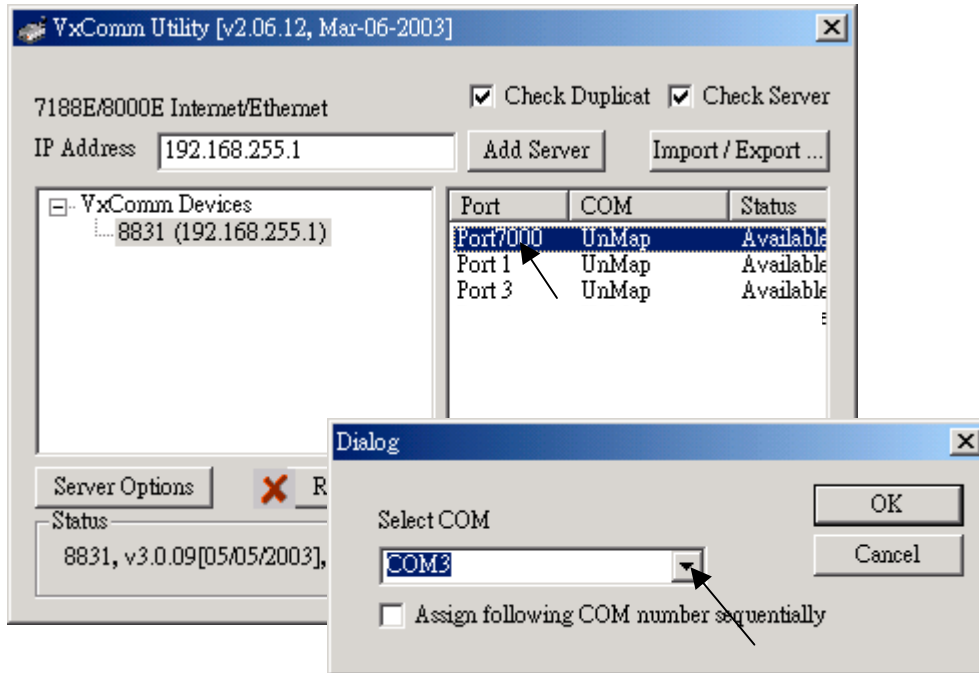 VxComm Utility [v2.06.12, Mar-06-2003]
7188E/8000E Internet/Ethernet
Check Duplicat
Check Server
IP Address
192.168.255.1
Add Server
Import / Export ...
VxComm Devices
8831 (192.168.255.1)
Port COM Status
Port7000 UnMap Available
Port 1 UnMap Available
Port 3 UnMap Available
Server Options
R
Status
8831, v3.0.09[05/05/2003],
Dialog
Select COM
COM3
OK
Cancel
Assign following COM number sequentially